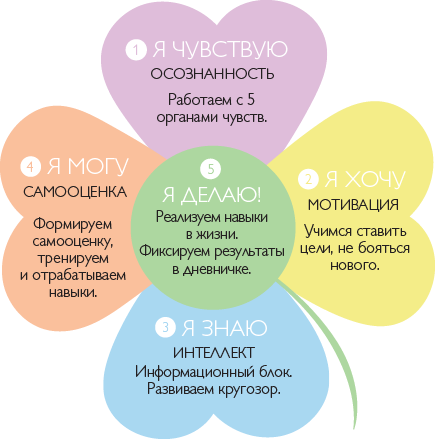 1 Я ЧУВСТВУЮ
ОСОЗНАННОСТЬ
Работаем с 5
органами чувств.
2 Я ХОЧУ
МОТИВАЦИЯ
Учимся ставить
цели, не бояться
нового.
3 Я ЗНАЮ
ИНТЕЛЛЕКТ
Информационный блок.
Развиваем кругозор.
4 Я МОГУ
САМООЦЕНКА
Формируем
самооценку,
тренируем
и отрабатываем
навыки.
5
Я ДЕЛАЮ!
Реализуем навыки
в жизни.
Фиксируем результаты
в дневничке.